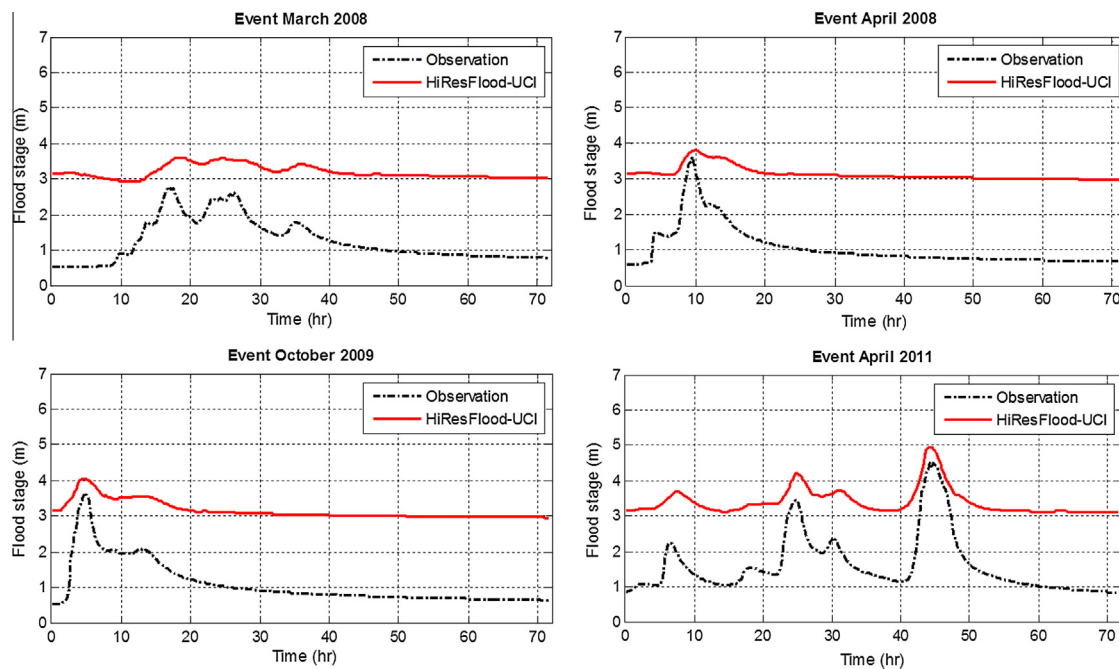 Event March 2008
7
6
5
4
3
2
1
0
Flood stage (m)
Observation
HiResFlood-UCI
0 10 20 30 40 50 60 70
Time (hr)
Event April 2008
7
6
5
4
3
2
1
0
Flood stage (m)
Observation
HiResFlood-UCI
0 10 20 30 40 50 60 70
Time (hr)
Event October 2009
7
6
5
4
3
2
1
0
Flood stage (m)
Observation
HiResFlood-UCI
0 10 20 30 40 50 60 70
Time (hr)
Event April 2011
7
6
5
4
3
2
1
0
Flood stage (m)
Observation
HiResFlood-UCI
0 10 20 30 40 50 60 70
Time (hr)